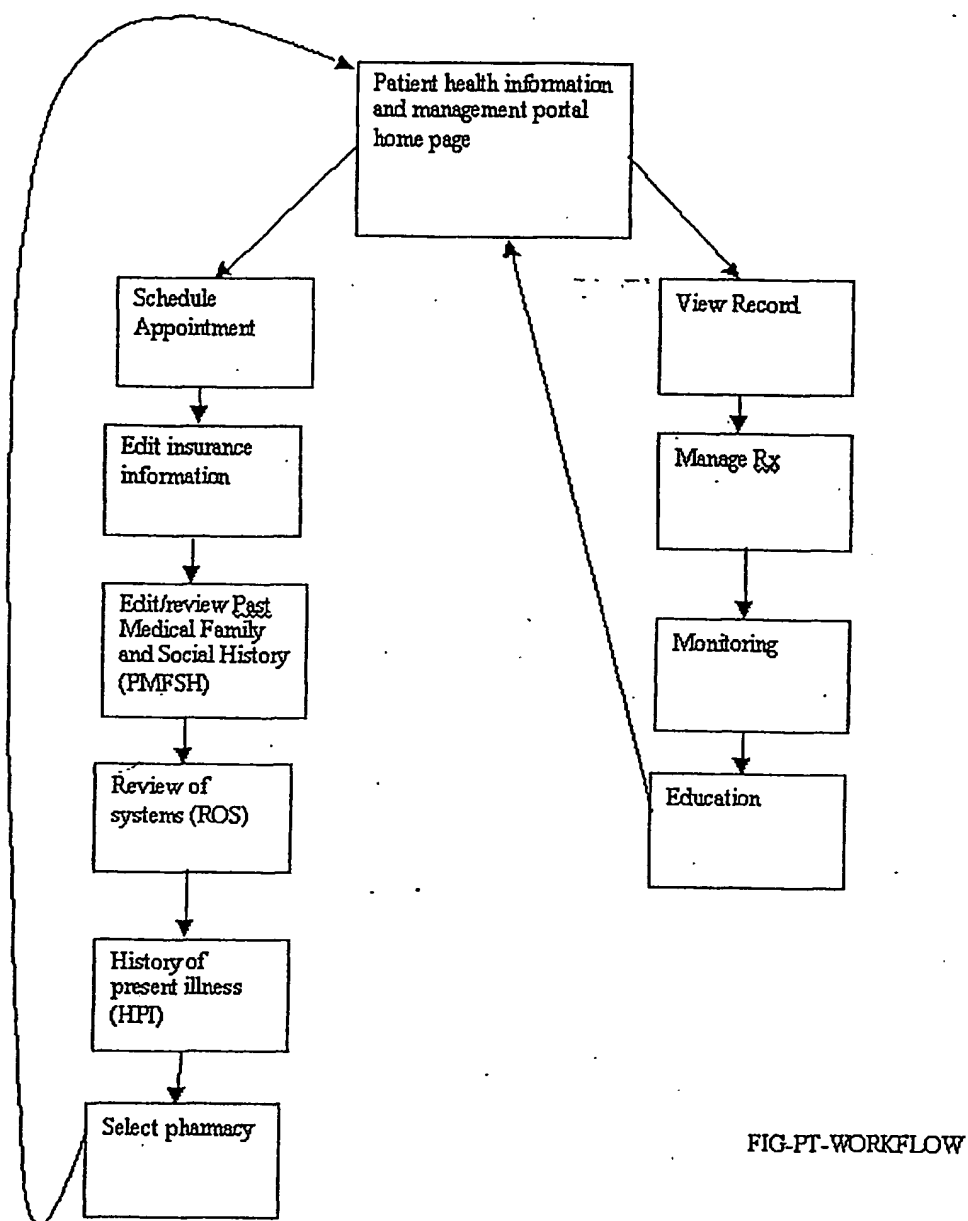 Patient health information
and management portal
home page
Schedule
Appointment
Edit insurance
information
Edit/review Past
Medical Family
and Social History
(PMFSH)
Review of
systems (ROS)
History of
present illness
(HPI)
Select pharmacy
View Record
Manage Rx
Monitoring
Education
FIG-PT-WORKFLOW